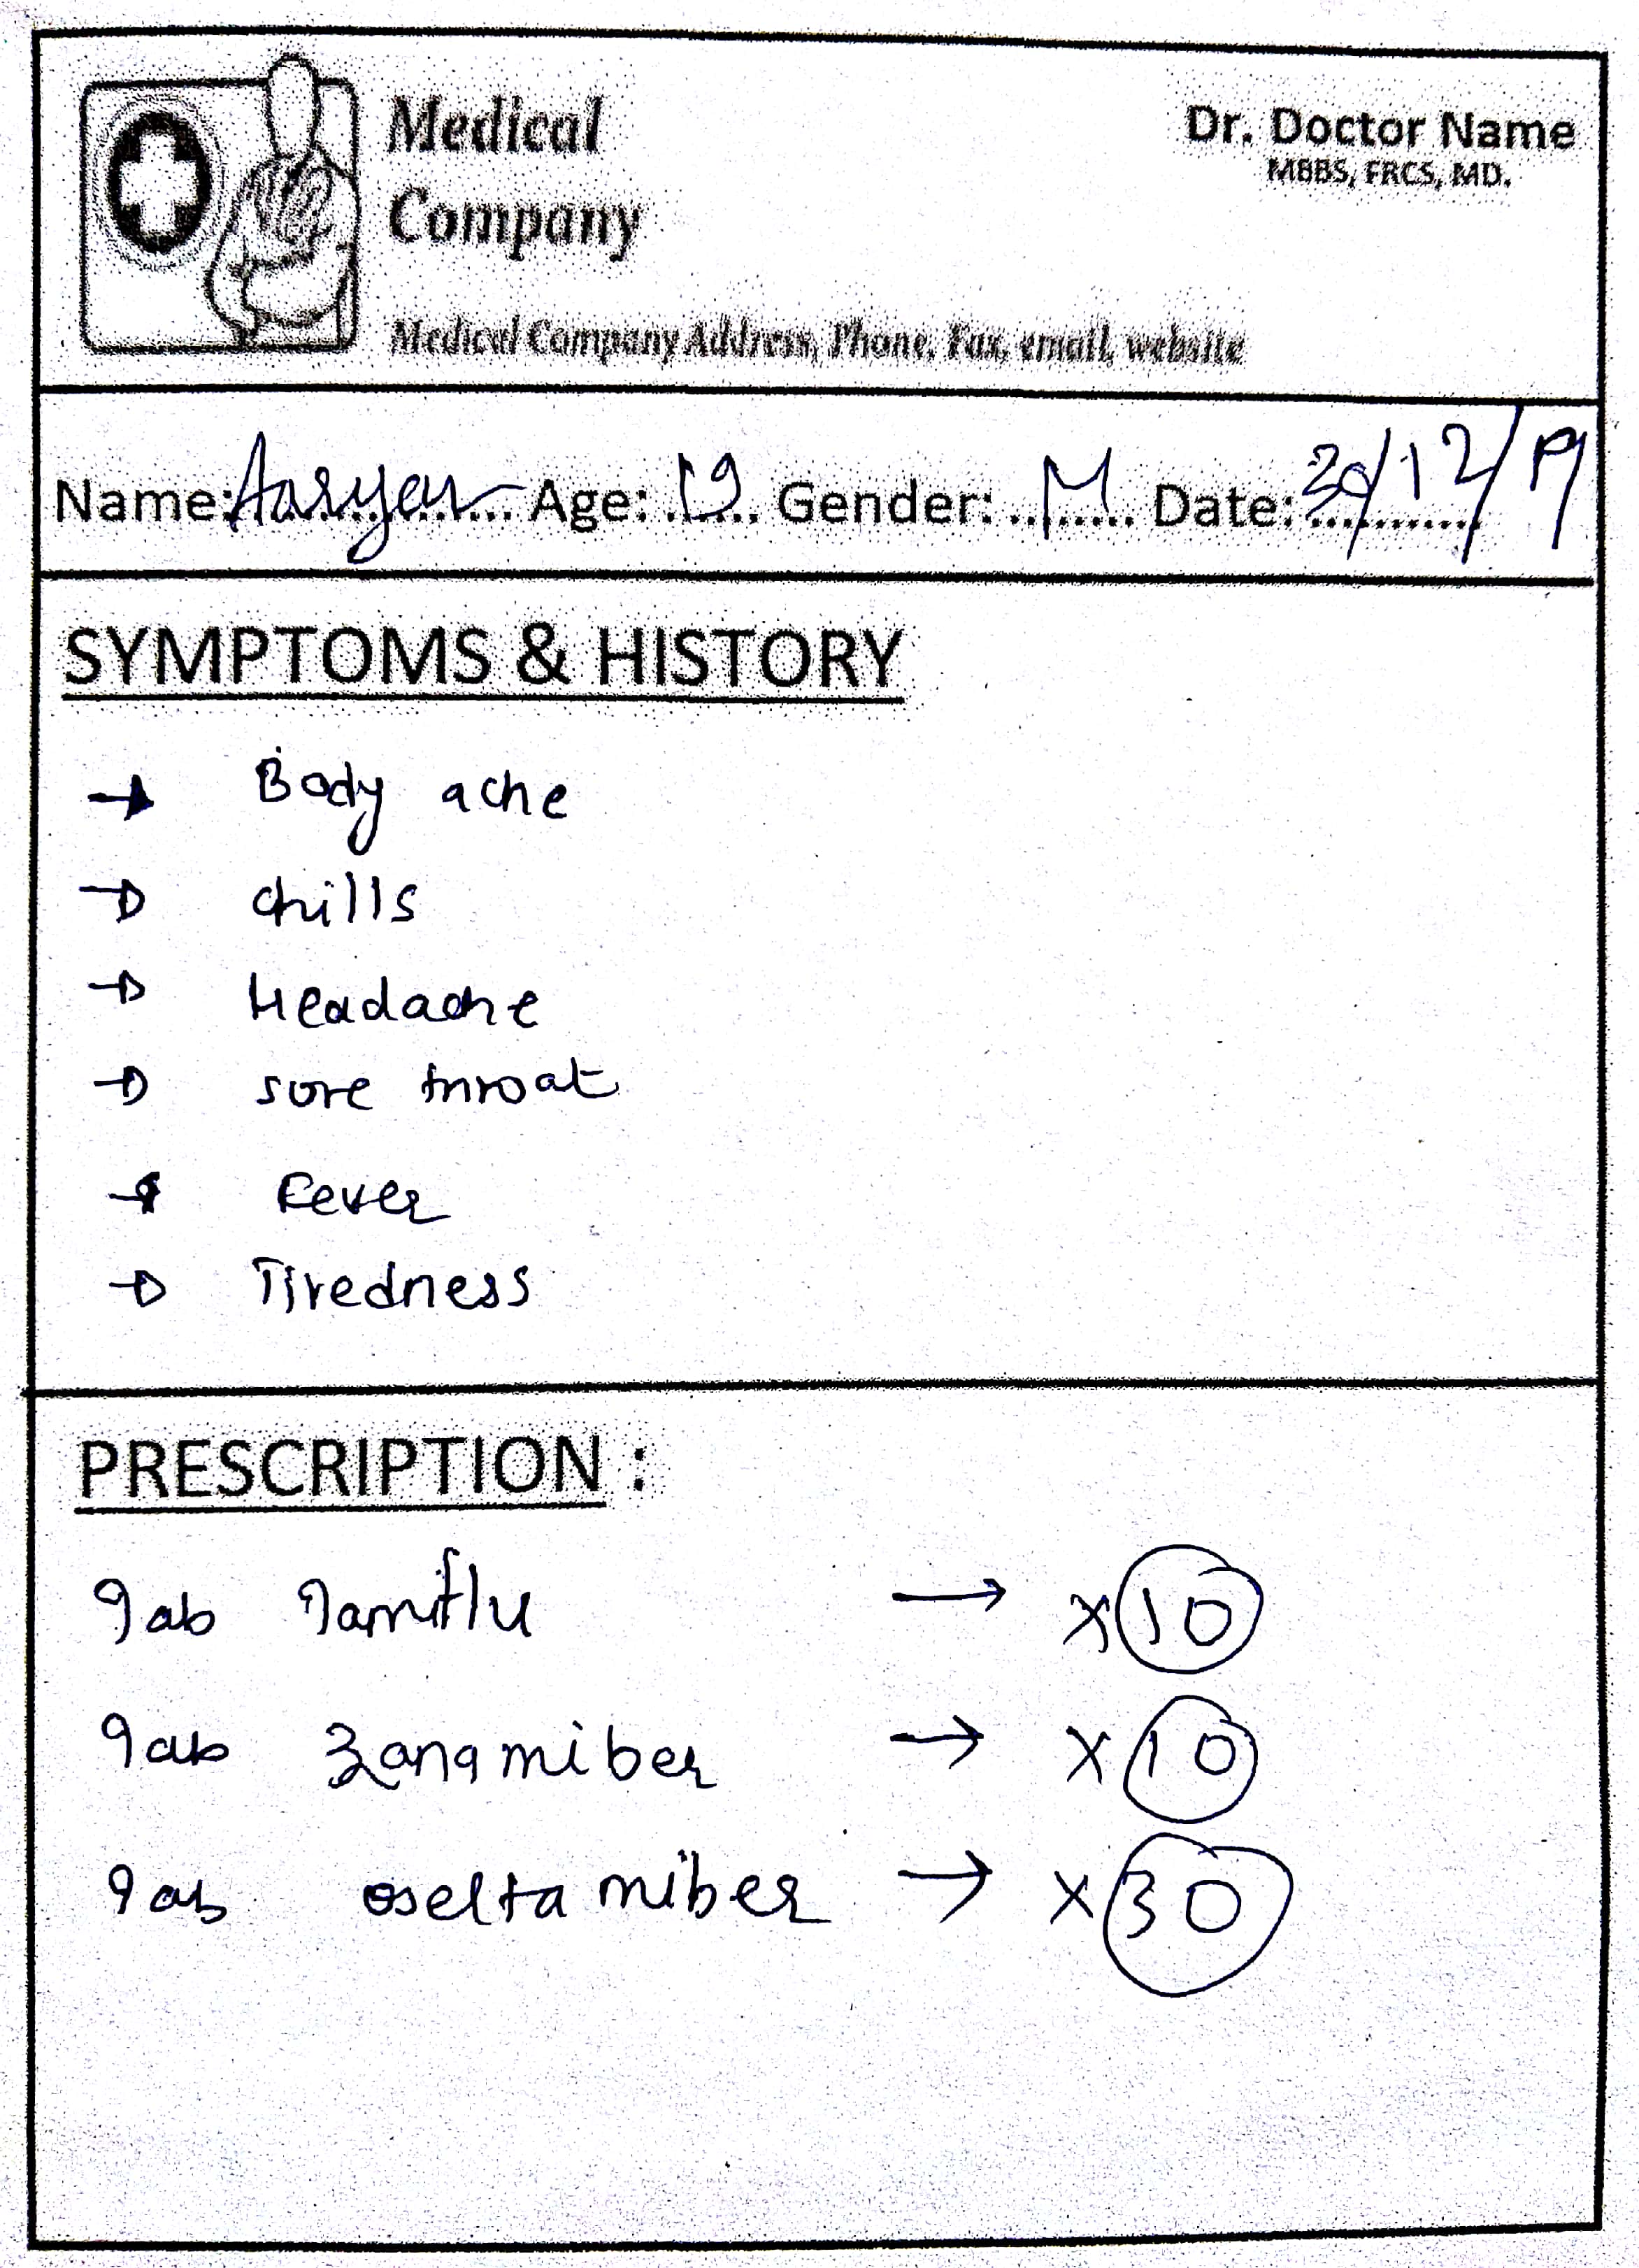 Medical
Company
Dr. Doctor Name
MBBS, FRCS, MD.
Medical Company Address, Phone, Fax, email, website
Name: Aaryan Age: 19 Gender: M Date: 30/12/19
SYMPTOMS & HISTORY
→ Body ache
→ chills
→ Headache
→ sore throat
→ Fever
→ Tiredness
PRESCRIPTION :
Tab Tamiflu → x 10
Tab Zanamiber → x 10
Tab oseltamiber → x 30